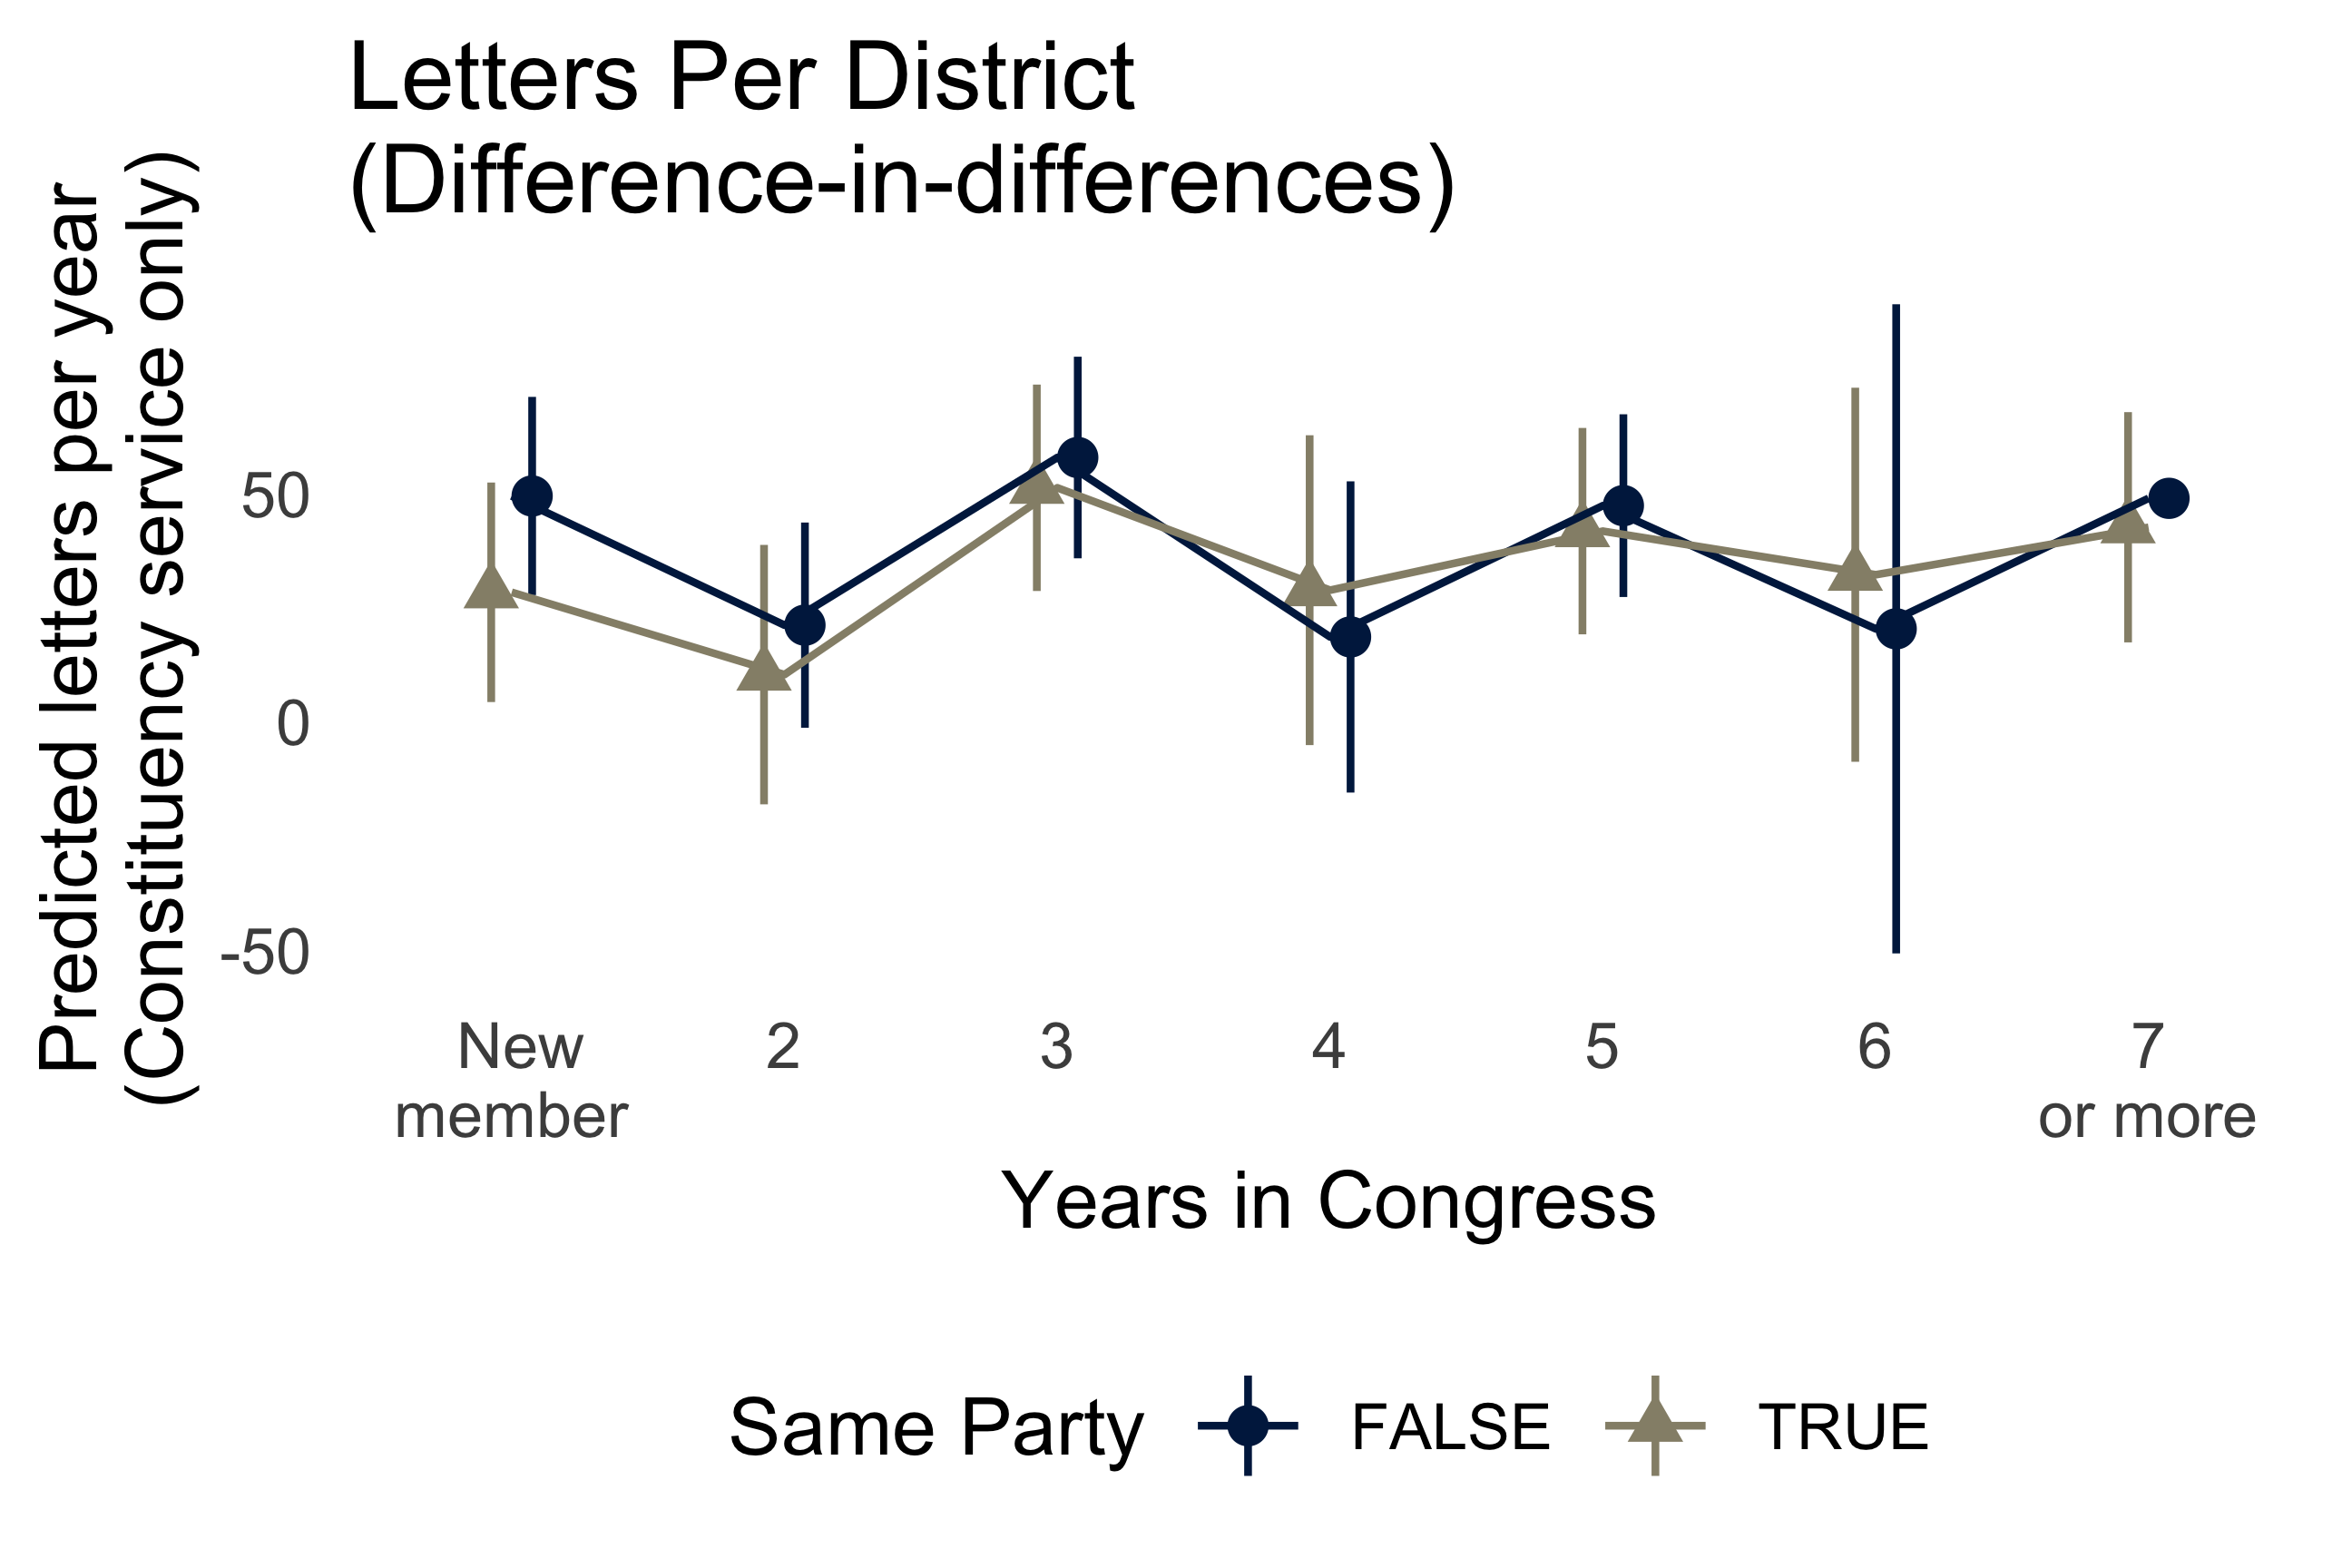 Letters Per District
(Difference-in-differences)
Predicted letters per year
(Constituency service only)
50
0
-50
New
member
2
3
4
5
6
7
or more
Years in Congress
Same Party
FALSE
TRUE